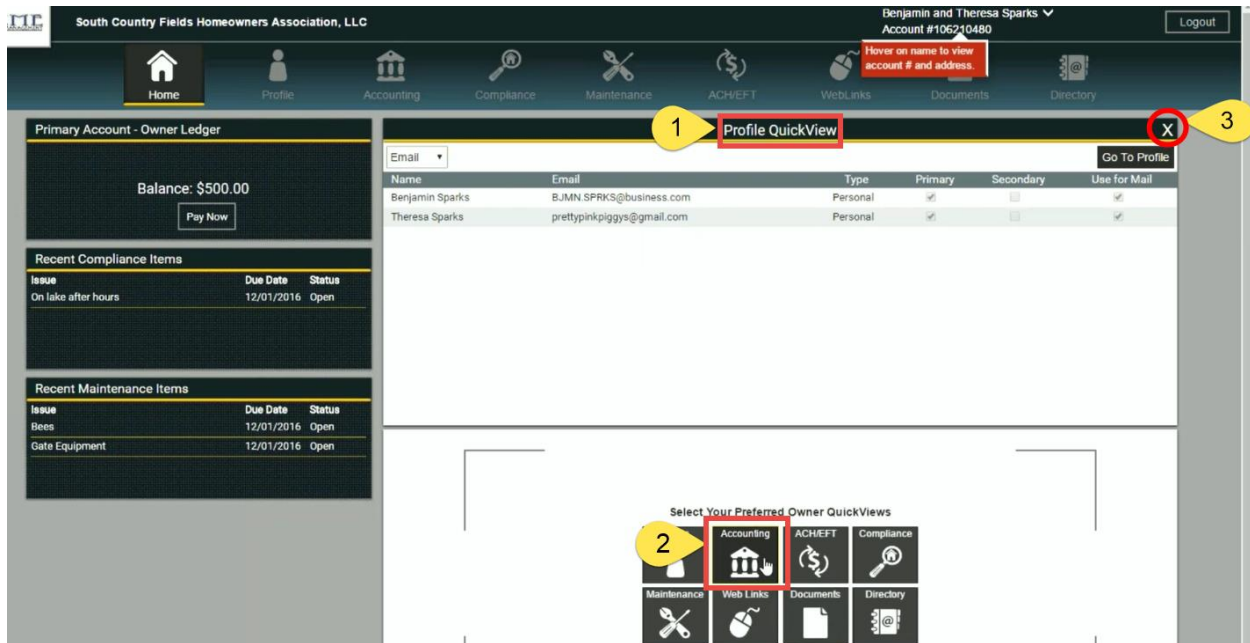 South Country Fields Homeowners Association, LLC
Benjamin and Theresa Sparks
Account #106210480
Logout
Hover on name to view
account # and address.
Home
Profile
Accounting
Compliance
Maintenance
ACH/EFT
WebLinks
Documents
Directory
Primary Account - Owner Ledger
Balance: $500.00
Pay Now
Recent Compliance Items
Issue Due Date Status
On lake after hours 12/01/2016 Open
Recent Maintenance Items
Issue Due Date Status
Bees 12/01/2016 Open
Gate Equipment 12/01/2016 Open
1
Profile QuickView
X
3
Email
Go To Profile
Name Email Type Primary Secondary Use for Mail
Benjamin Sparks BJMN.SPRKS@business.com Personal
Theresa Sparks prettypinkpiggys@gmail.com Personal
Select Your Preferred Owner QuickViews
2
Accounting
ACH/EFT
Compliance
Maintenance
Web Links
Documents
Directory